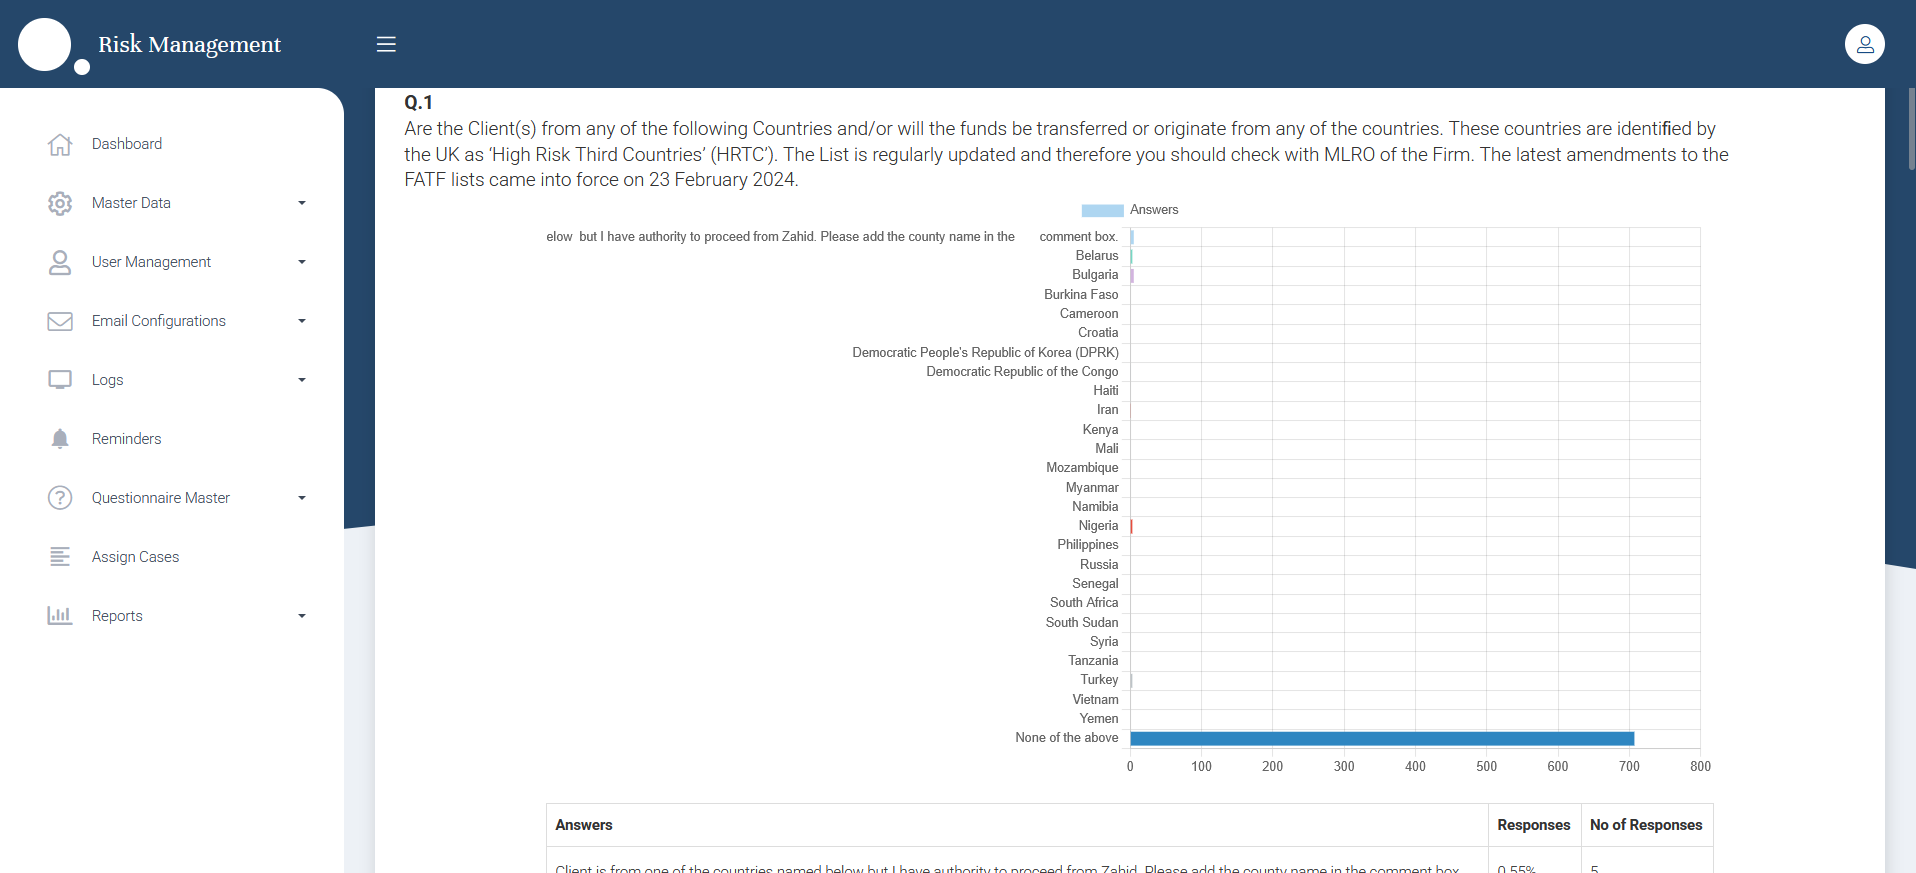 Risk Management
Dashboard
Master Data
User Management
Email Configurations
Logs
Reminders
Questionnaire Master
Assign Cases
Reports
Q.1
Are the Client(s) from any of the following Countries and/or will the funds be transferred or originate from any of the countries. These countries are identified by
the UK as ‘High Risk Third Countries’ (HRTC’). The List is regularly updated and therefore you should check with MLRO of the Firm. The latest amendments to the
FATF lists came into force on 23 February 2024.
Answers
elow but I have authority to proceed from Zahid. Please add the county name in the comment box.
Belarus
Bulgaria
Burkina Faso
Cameroon
Croatia
Democratic People's Republic of Korea (DPRK)
Democratic Republic of the Congo
Haiti
Iran
Kenya
Mali
Mozambique
Myanmar
Namibia
Nigeria
Philippines
Russia
Senegal
South Africa
South Sudan
Syria
Tanzania
Turkey
Vietnam
Yemen
None of the above
0 100 200 300 400 500 600 700 800
Answers Responses No of Responses
Client is from one of the countries named below but I have authority to proceed from Zahid. Please add the county name in the comment box. 0.55% 5